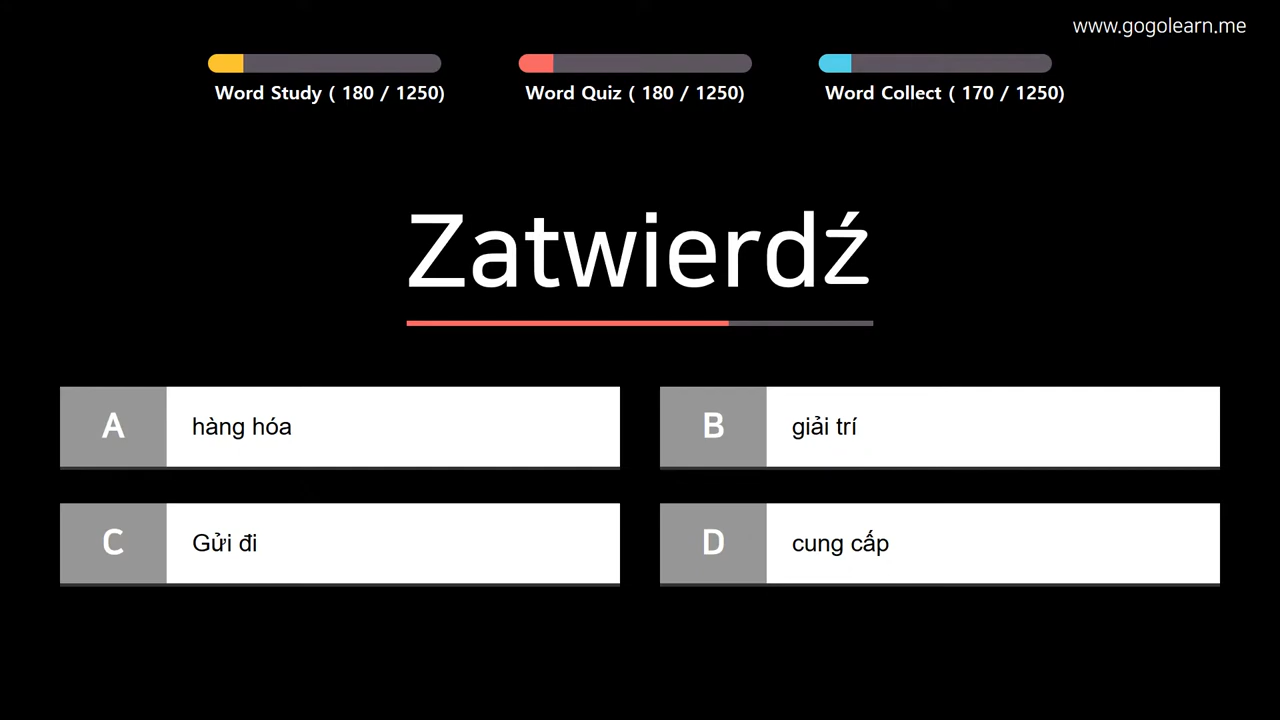 www.gogolearn.me
Word Study ( 180 / 1250)
Word Quiz ( 180 / 1250)
Word Collect ( 170 / 1250)
Zatwierdź
A hàng hóa
B giải trí
C Gửi đi
D cung cấp